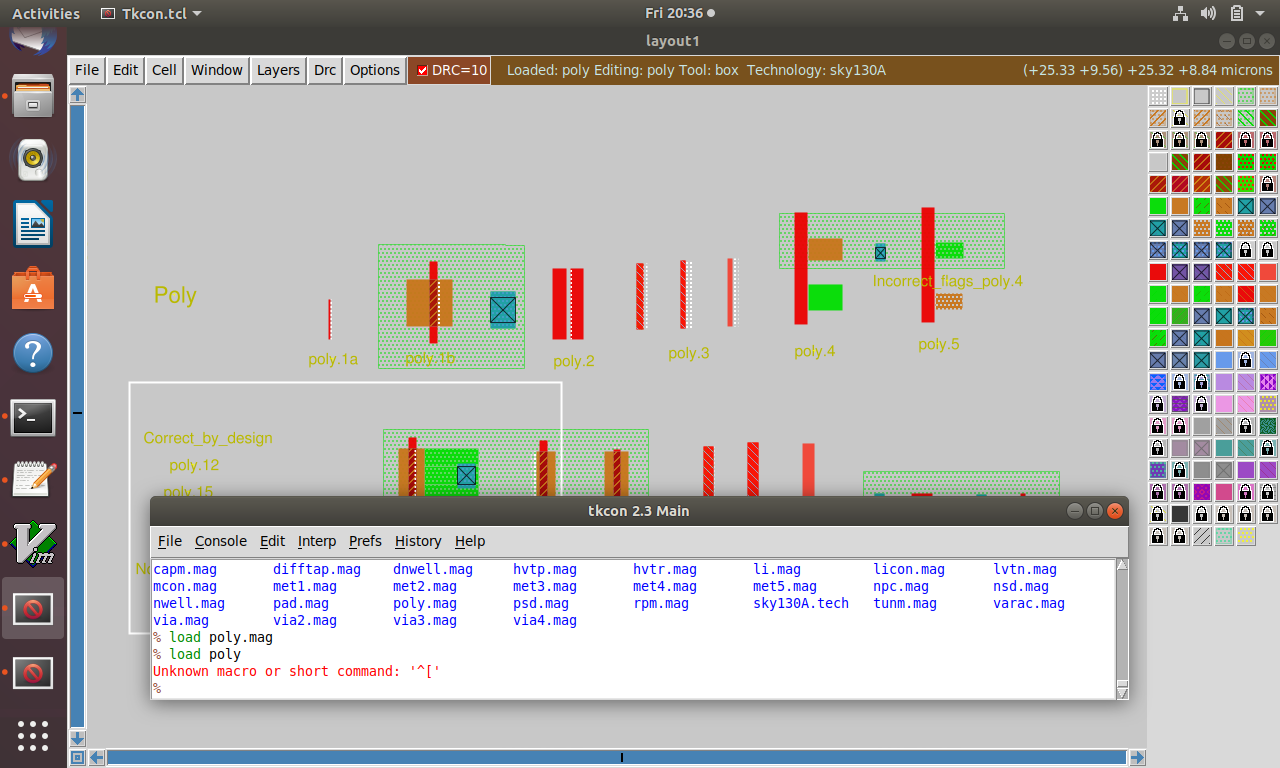 Activities Tkcon.tcl Fri 20:36
layout1
File Edit Cell Window Layers Drc Options DRC=10 Loaded: poly Editing: poly Tool: box Technology: sky130A (+25.33 +9.56) +25.32 +8.84 microns
Incorrect_flags_poly.4
Poly
poly.1a poly.1b poly.2 poly.3 poly.4 poly.5
Correct_by_design
poly.12
poly.15
tkcon 2.3 Main
File Console Edit Interp Prefs History Help
capm.mag difftap.mag dnwell.mag hvtp.mag hvtr.mag li.mag licon.mag lvtn.mag
mcon.mag met1.mag met2.mag met3.mag met4.mag met5.mag npc.mag nsd.mag
nwell.mag pad.mag poly.mag psd.mag rpm.mag sky130A.tech tunm.mag varac.mag
via.mag via2.mag via3.mag via4.mag
% load poly.mag
% load poly
Unknown macro or short command: '^['
%